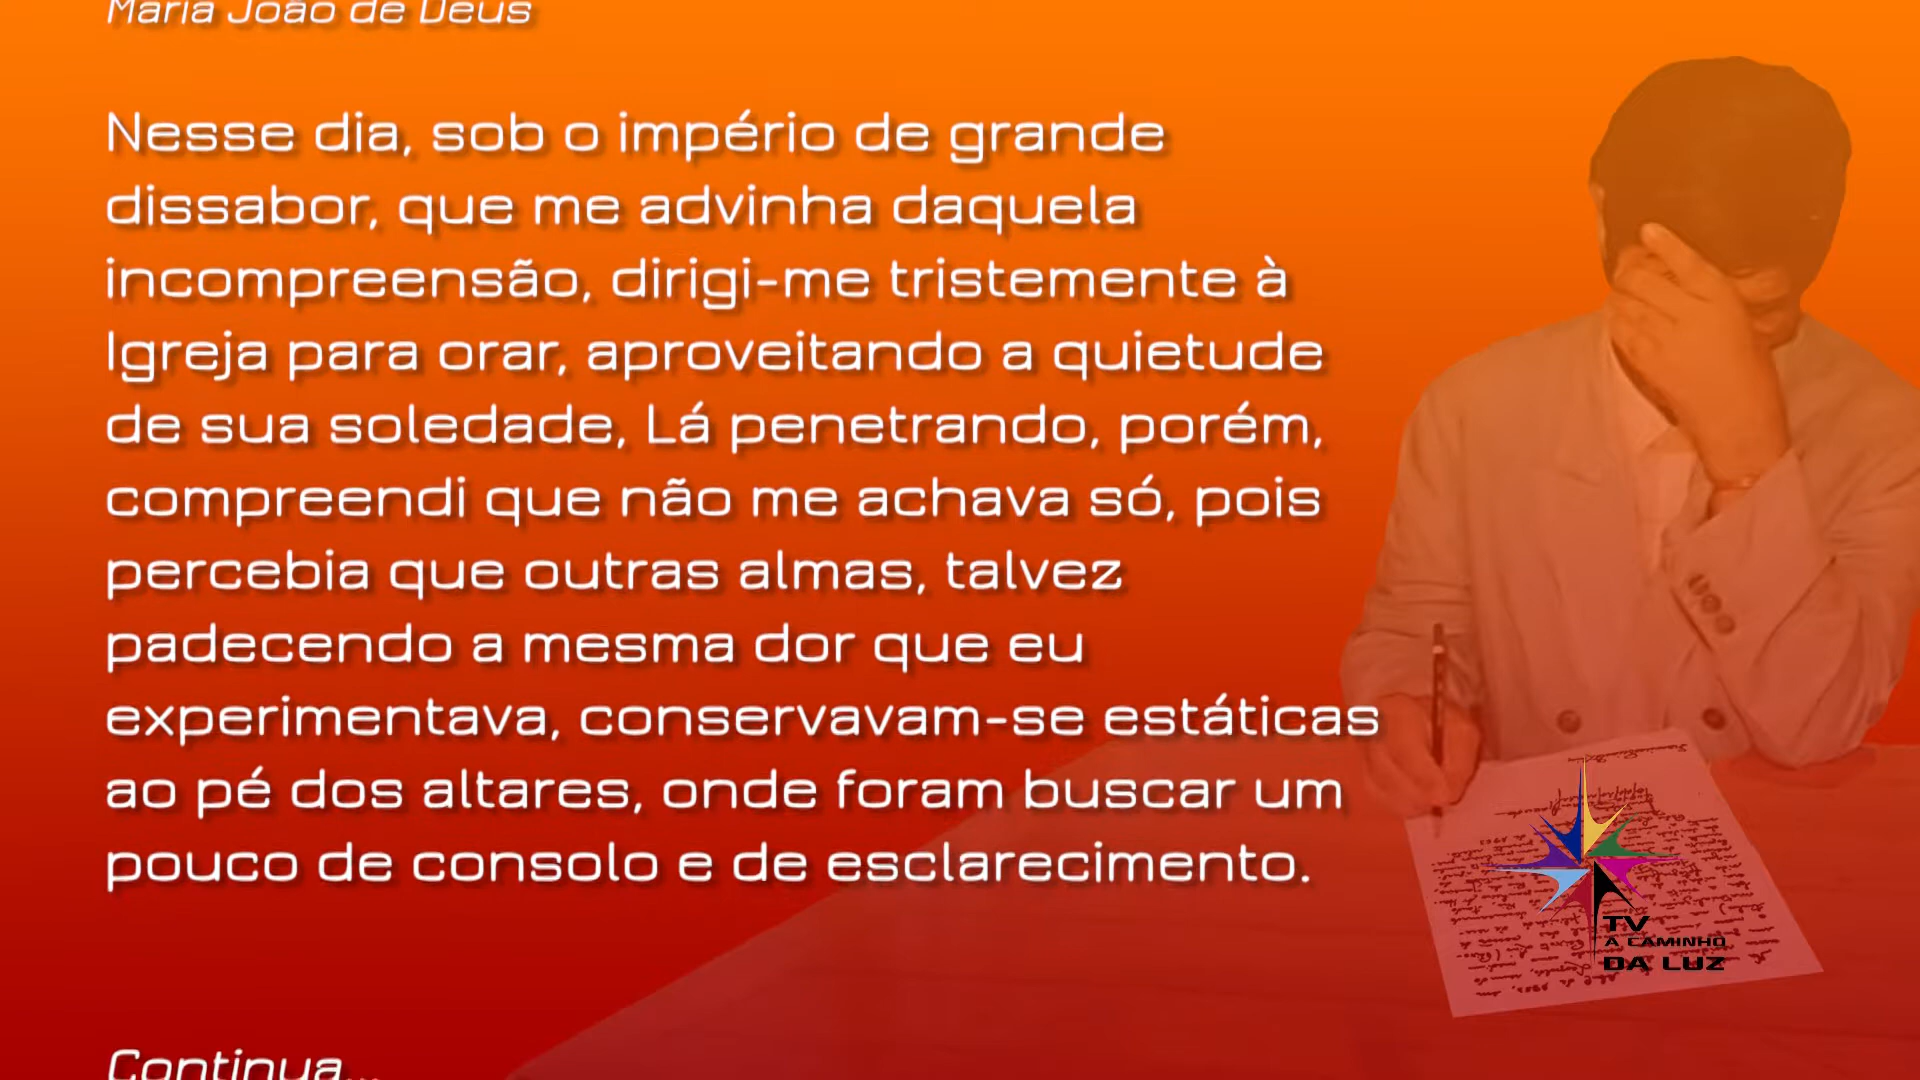 Maria João de Deus
Nesse dia, sob o império de grande
dissabor, que me advinha daquela
incompreensão, dirigi-me tristemente à
Igreja para orar, aproveitando a quietude
de sua soledade, Lá penetrando, porém,
compreendi que não me achava só, pois
percebia que outras almas, talvez
padecendo a mesma dor que eu
experimentava, conservavam-se estáticas
ao pé dos altares, onde foram buscar um
pouco de consolo e de esclarecimento.
Continua...
TV
A CAMINHO
DA LUZ